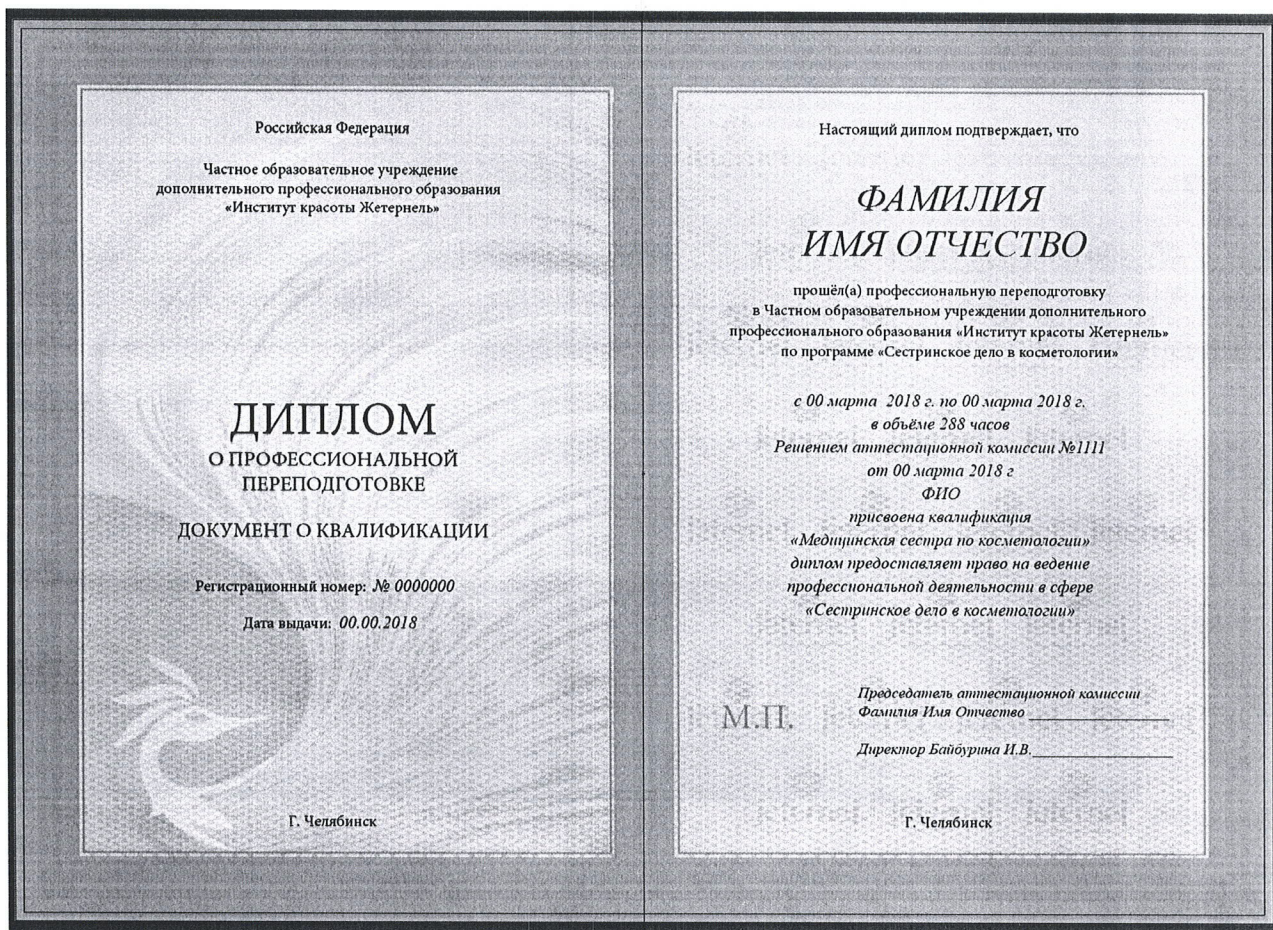 Российская Федерация
Частное образовательное учреждение
дополнительного профессионального образования
«Институт красоты Жетернель»
ДИПЛОМ
О ПРОФЕССИОНАЛЬНОЙ
ПЕРЕПОДГОТОВКЕ
ДОКУМЕНТ О КВАЛИФИКАЦИИ
Регистрационный номер: № 0000000
Дата выдачи: 00.00.2018
Г. Челябинск
Настоящий диплом подтверждает, что
ФАМИЛИЯ
ИМЯ ОТЧЕСТВО
прошёл(а) профессиональную переподготовку
в Частном образовательном учреждении дополнительного
профессионального образования «Институт красоты Жетернель»
по программе «Сестринское дело в косметологии»
с 00 марта 2018 г. по 00 марта 2018 г.
в объёме 288 часов
Решением аттестационной комиссии №1111
от 00 марта 2018 г
ФИО
присвоена квалификация
«Медицинская сестра по косметологии»
диплом предоставляет право на ведение
профессиональной деятельности в сфере
«Сестринское дело в косметологии»
Председатель аттестационной комиссии
Фамилия Имя Отчество
М.П.
Директор Байбурина И.В.
Г. Челябинск